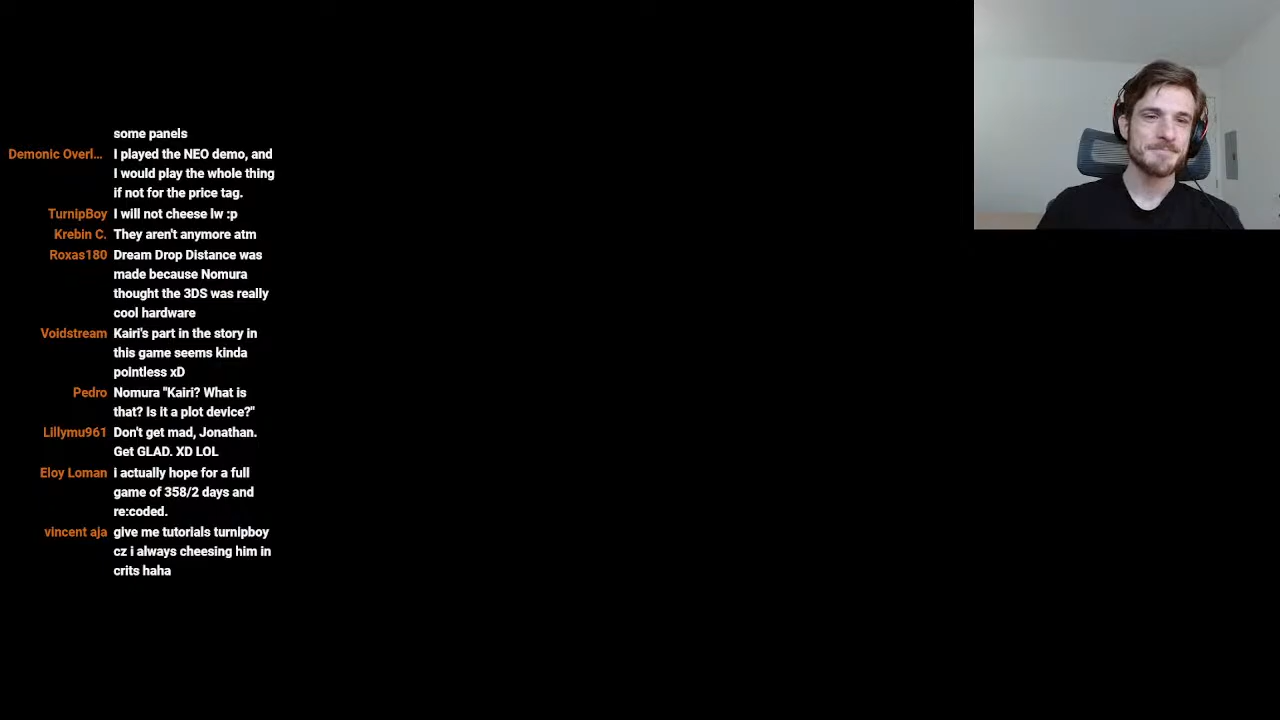 some panels
Demonic Overl... I played the NEO demo, and
I would play the whole thing
if not for the price tag.
TurnipBoy I will not cheese lw :p
Krebin C. They aren't anymore atm
Roxas180 Dream Drop Distance was
made because Nomura
thought the 3DS was really
cool hardware
Voidstream Kairi's part in the story in
this game seems kinda
pointless xD
Pedro Nomura "Kairi? What is
that? Is it a plot device?"
Lillymu961 Don't get mad, Jonathan.
Get GLAD. XD LOL
Eloy Loman i actually hope for a full
game of 358/2 days and
re:coded.
vincent aja give me tutorials turnipboy
cz i always cheesing him in
crits haha